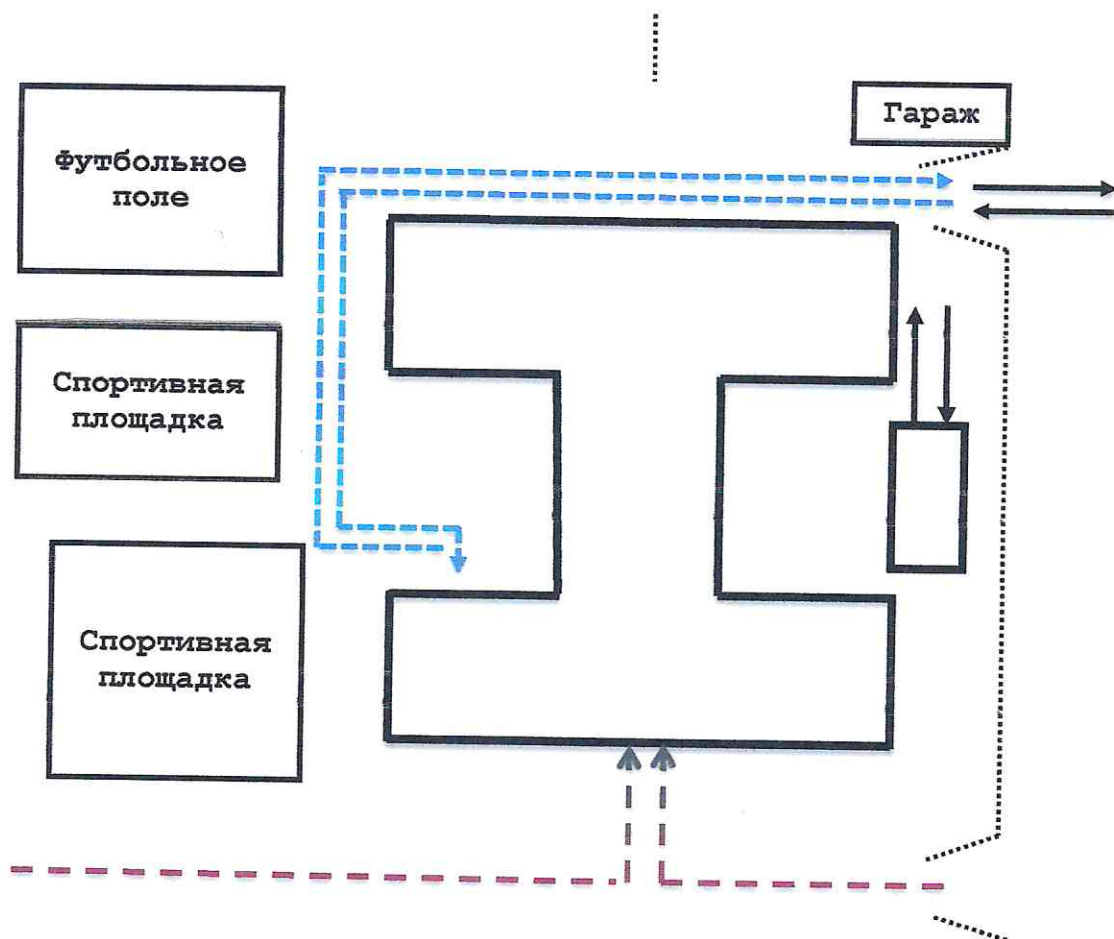 Гараж
Футбольное
поле
Спортивная
площадка
Спортивная
площадка